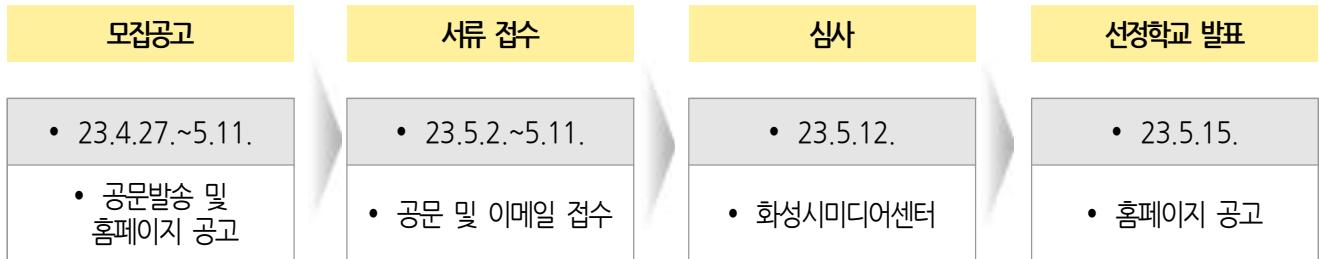 모집공고
• 23.4.27.~5.11.
• 공문발송 및
홈페이지 공고
서류 접수
• 23.5.2.~5.11.
• 공문 및 이메일 접수
심사
• 23.5.12.
• 화성시미디어센터
선정학교 발표
• 23.5.15.
• 홈페이지 공고